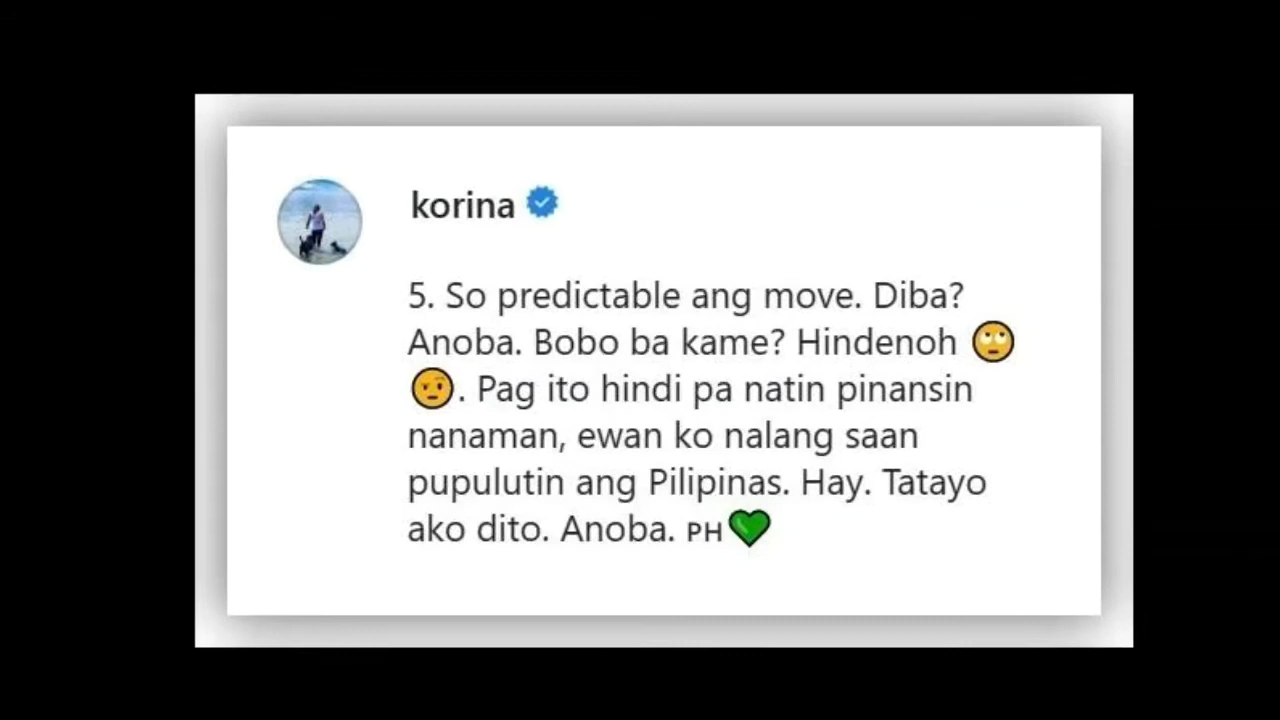 korina
5. So predictable ang move. Diba?
Anoba. Bobo ba kame? Hindenoh 🙄
🤨. Pag ito hindi pa natin pinansin
nanaman, ewan ko nalang saan
pupulutin ang Pilipinas. Hay. Tatayo
ako dito. Anoba. PH💚